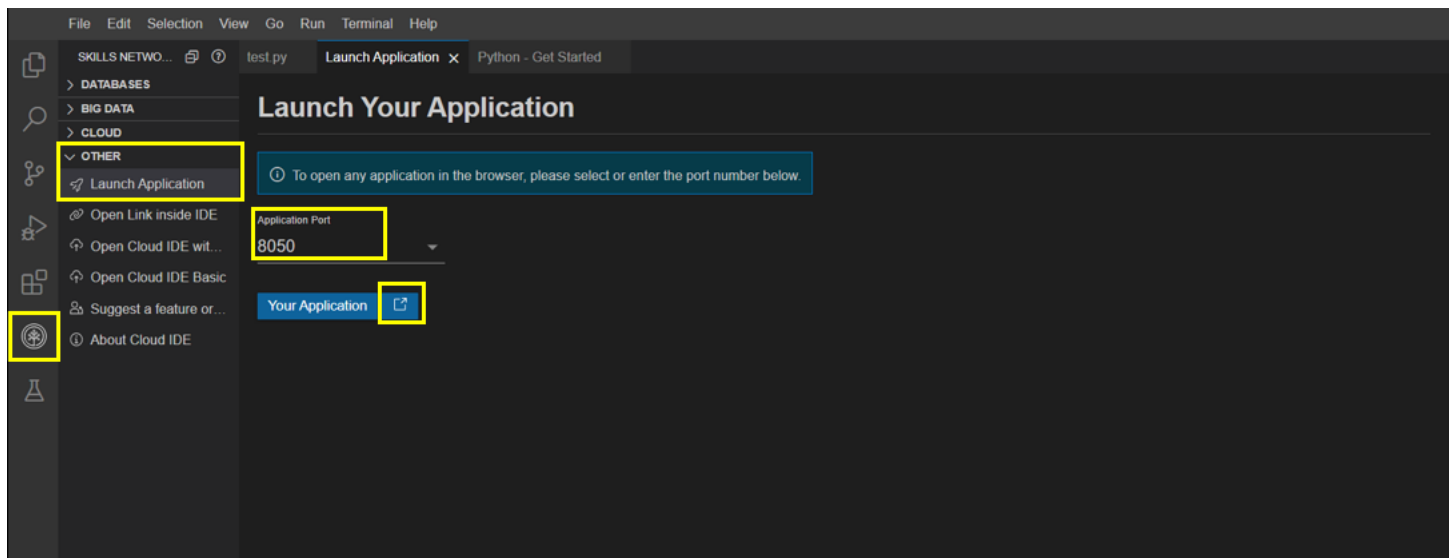 File Edit Selection View Go Run Terminal Help
SKILLS NETWO...
test.py Launch Application Python - Get Started
> DATABASES
> BIG DATA
> CLOUD
OTHER
Launch Application
Open Link inside IDE
Open Cloud IDE wit...
Open Cloud IDE Basic
Suggest a feature or...
About Cloud IDE
Launch Your Application
To open any application in the browser, please select or enter the port number below.
Application Port
8050
Your Application